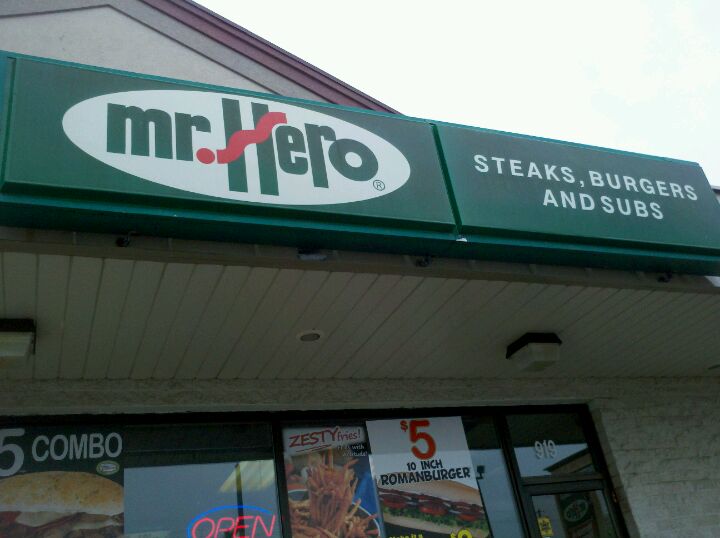 mr. Hero ®
STEAKS, BURGERS
AND SUBS
5 COMBO
ZESTY fries!
$5
10 INCH
ROMANBURGER
919
OPEN